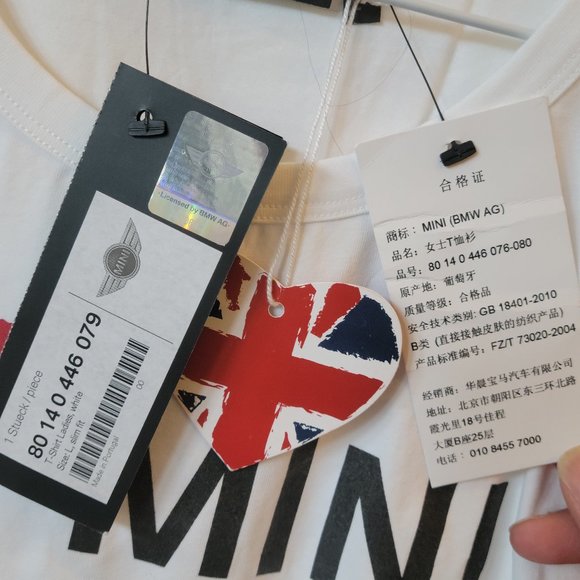 Licensed by BMW AG
MINI
1 Stueck / piece
80 14 0 446 079
T-Shirt Ladies, white
Size: L, slim fit
00
Made in Portugal
合格证
商标: MINI (BMW AG)
品名: 女士T恤衫
品号: 80 14 0 446 076-080
原产地: 葡萄牙
质量等级: 合格品
安全技术类别: GB 18401-2010
B类 (直接接触皮肤的纺织产品)
产品标准编号: FZ/T 73020-2004
经销商: 华晨宝马汽车有限公司
地址: 北京市朝阳区东三环北路
霞光里18号佳程
大厦B座25层
电话: 010 8455 7000
MINI